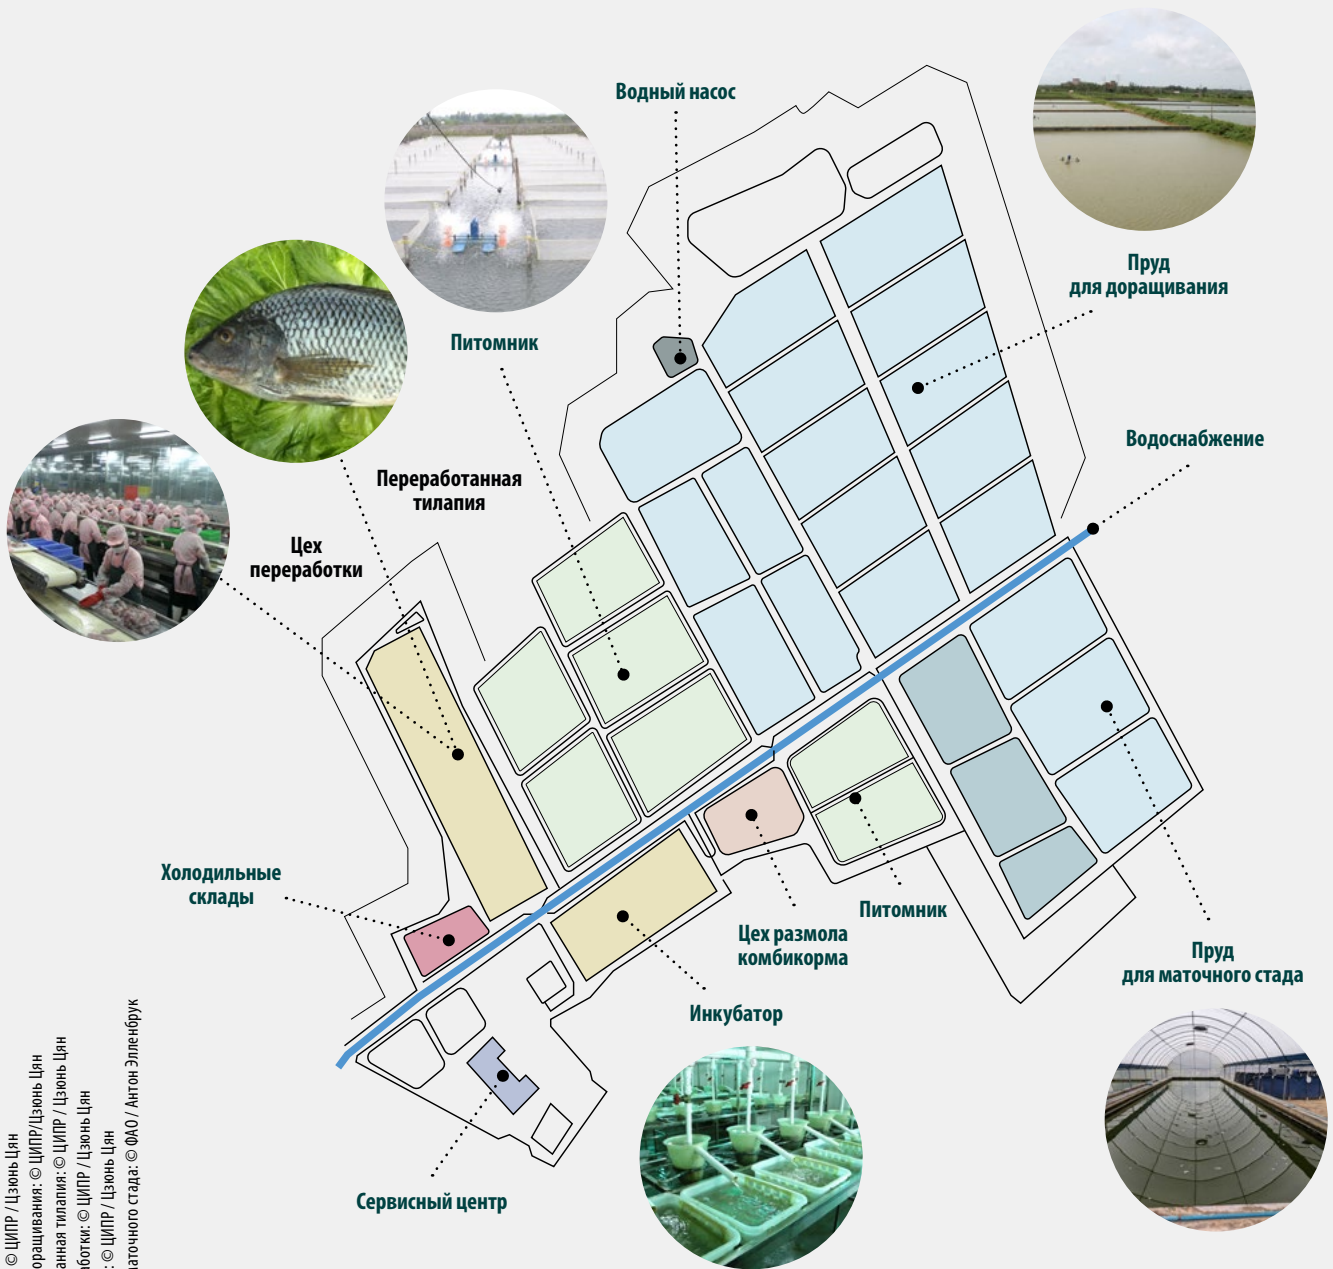 Водный насос
Пруд
для доращивания
Питомник
Водоснабжение
Переработанная
тилапия
Цех
переработки
Холодильные
склады
Питомник
Цех размола
комбикорма
Пруд
для маточного стада
Инкубатор
Сервисный центр
© ЦИПР / Цзюнь Цян
оращивания: © ЦИПР/Цзюнь Цян
анная тилапия: © ЦИПР / Цзюнь Цян
аботки: © ЦИПР / Цзюнь Цян
: © ЦИПР / Цзюнь Цян
аточного стада: © ФАО / Антон Элленбрук